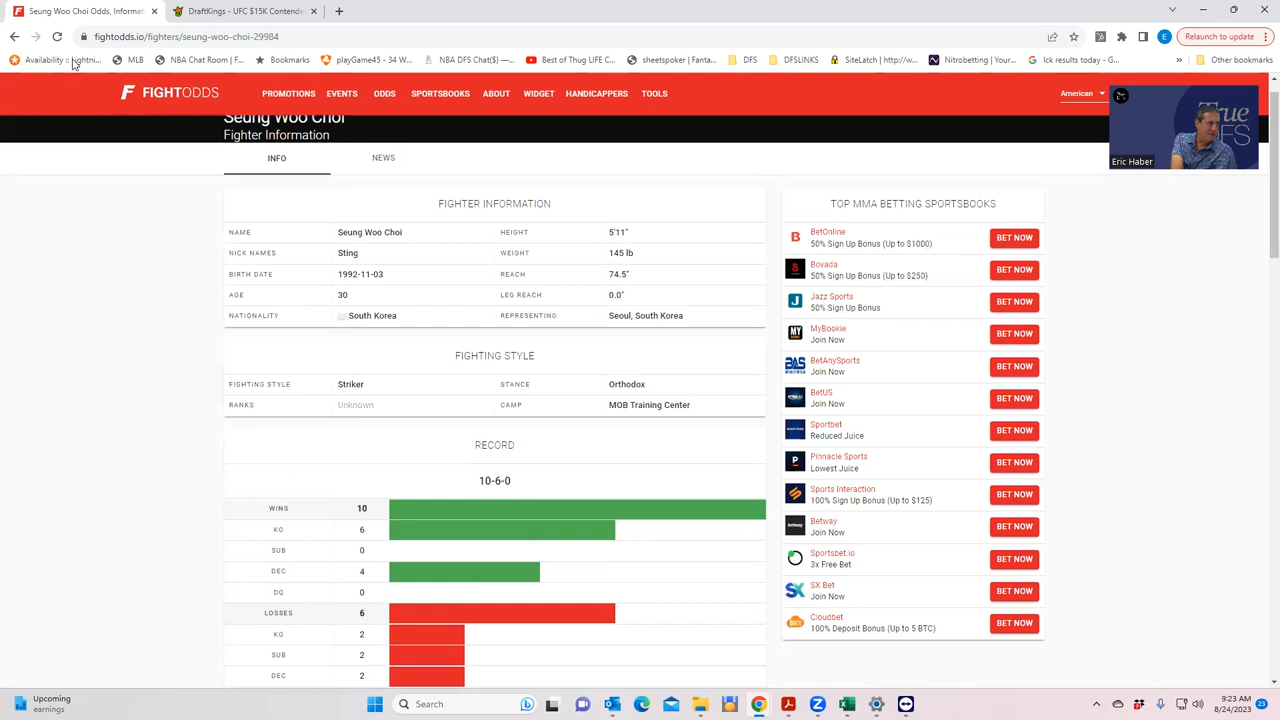 Seung Woo Choi Odds, Informati
DraftKings - UFC $15K Contende
fightodds.io/fighters/seung-woo-choi-29984
E
Relaunch to update
Availability :: Nightni...
MLB
NBA Chat Room | F...
Bookmarks
playGame45 - 34 W...
NBA DFS Chat($) —...
Best of Thug LIFE C...
sheetspoker | Fanta...
DFS
DFSLINKS
SiteLatch | http://w...
Nitrobetting | Your...
lck results today - G...
Other bookmarks
FIGHTODDS
PROMOTIONS
EVENTS
ODDS
SPORTSBOOKS
ABOUT
WIDGET
HANDICAPPERS
TOOLS
American
Seung Woo Choi
Fighter Information
True
DFS
Eric Haber
INFO
NEWS
FIGHTER INFORMATION
NAME Seung Woo Choi HEIGHT 5'11"
NICK NAMES Sting WEIGHT 145 lb
BIRTH DATE 1992-11-03 REACH 74.5"
AGE 30 LEG REACH 0.0"
NATIONALITY South Korea REPRESENTING Seoul, South Korea
FIGHTING STYLE
FIGHTING STYLE Striker STANCE Orthodox
RANKS Unknown CAMP MOB Training Center
RECORD
10-6-0
WINS 10
KO 6
SUB 0
DEC 4
DQ 0
LOSSES 6
KO 2
SUB 2
DEC 2
TOP MMA BETTING SPORTSBOOKS
BetOnline
50% Sign Up Bonus (Up to $1000)
BET NOW
Bovada
50% Sign Up Bonus (Up to $250)
BET NOW
Jazz Sports
50% Sign Up Bonus
BET NOW
MyBookie
Join Now
BET NOW
BetAnySports
Join Now
BET NOW
BetUS
Join Now
BET NOW
Sportbet
Reduced Juice
BET NOW
Pinnacle Sports
Lowest Juice
BET NOW
Sports Interaction
100% Sign Up Bonus (Up to $125)
BET NOW
Betway
Join Now
BET NOW
Sportsbet.io
3x Free Bet
BET NOW
SX Bet
Join Now
BET NOW
Cloudbet
100% Deposit Bonus (Up to 5 BTC)
BET NOW
Upcoming
earnings
Search
9:23 AM
8/24/2023
23